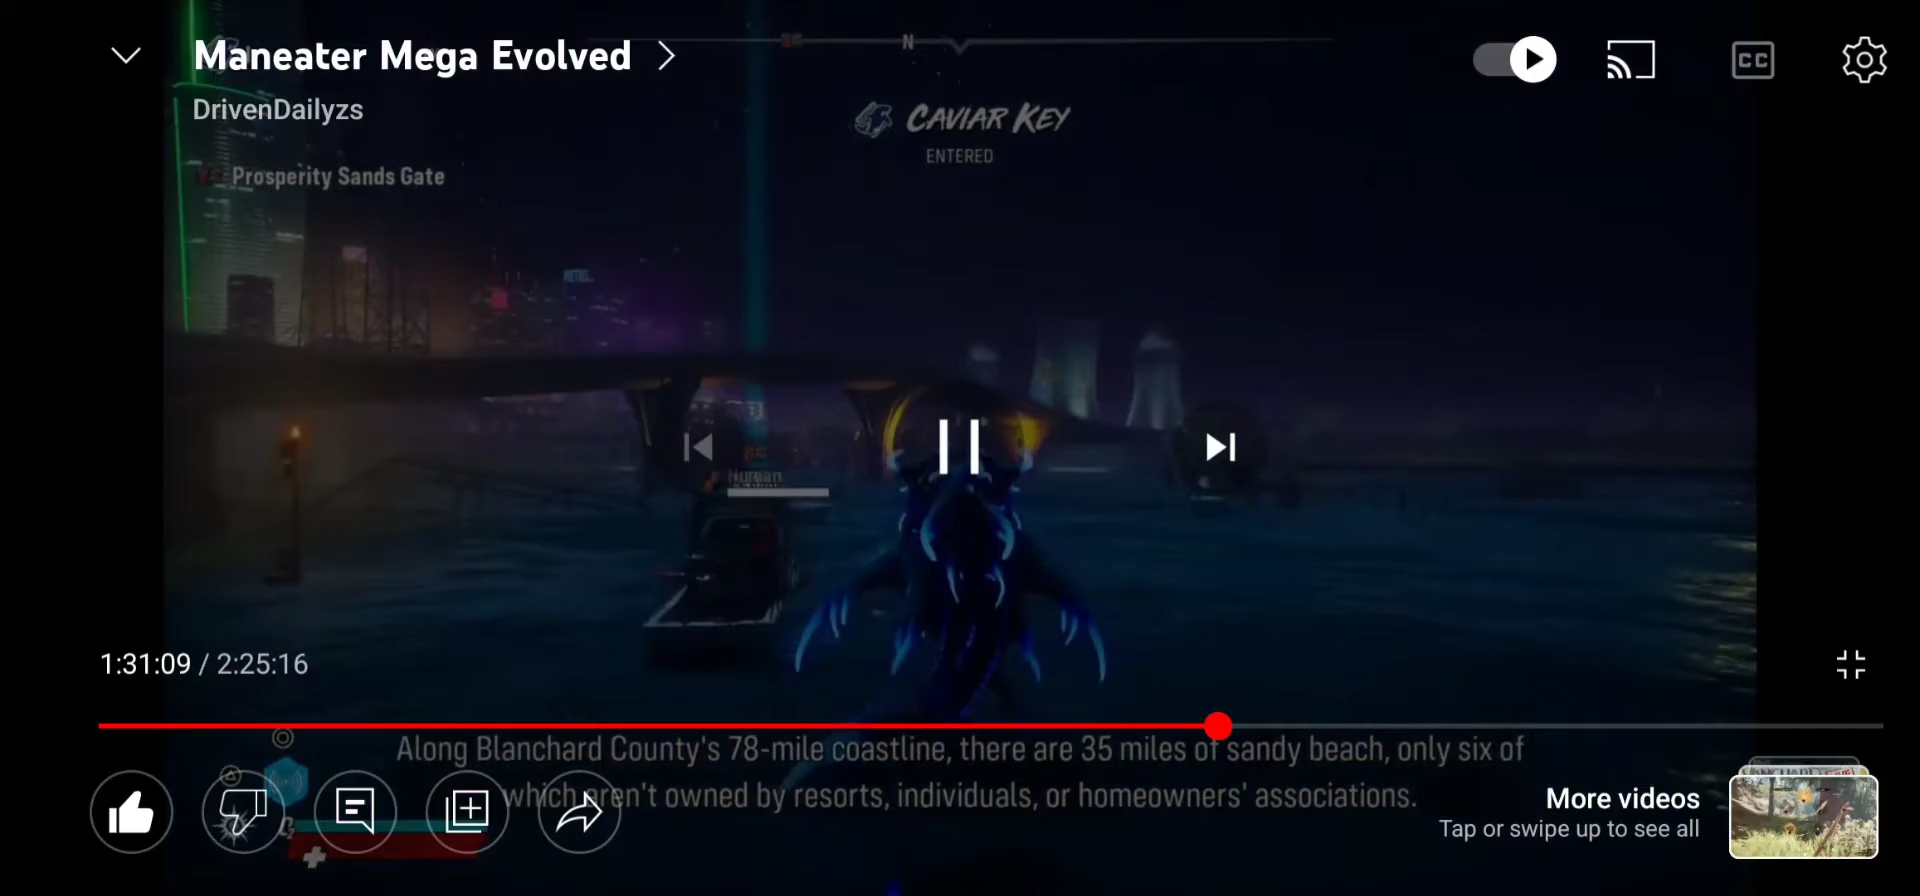 Maneater Mega Evolved
DrivenDailyzs
N
CC
CAVIAR KEY
ENTERED
Prosperity Sands Gate
Human
1:31:09 / 2:25:16
Along Blanchard County's 78-mile coastline, there are 35 miles of sandy beach, only six of
which aren't owned by resorts, individuals, or homeowners' associations.
More videos
Tap or swipe up to see all